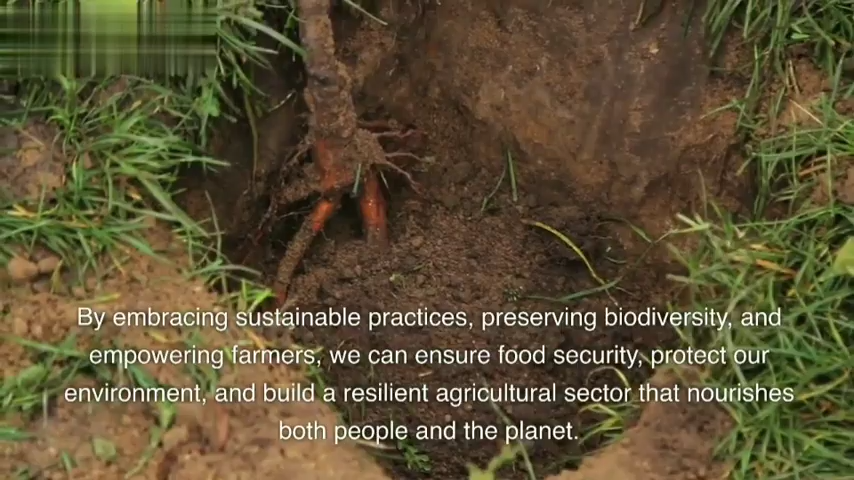 By embracing sustainable practices, preserving biodiversity, and
empowering farmers, we can ensure food security, protect our
environment, and build a resilient agricultural sector that nourishes
both people and the planet.